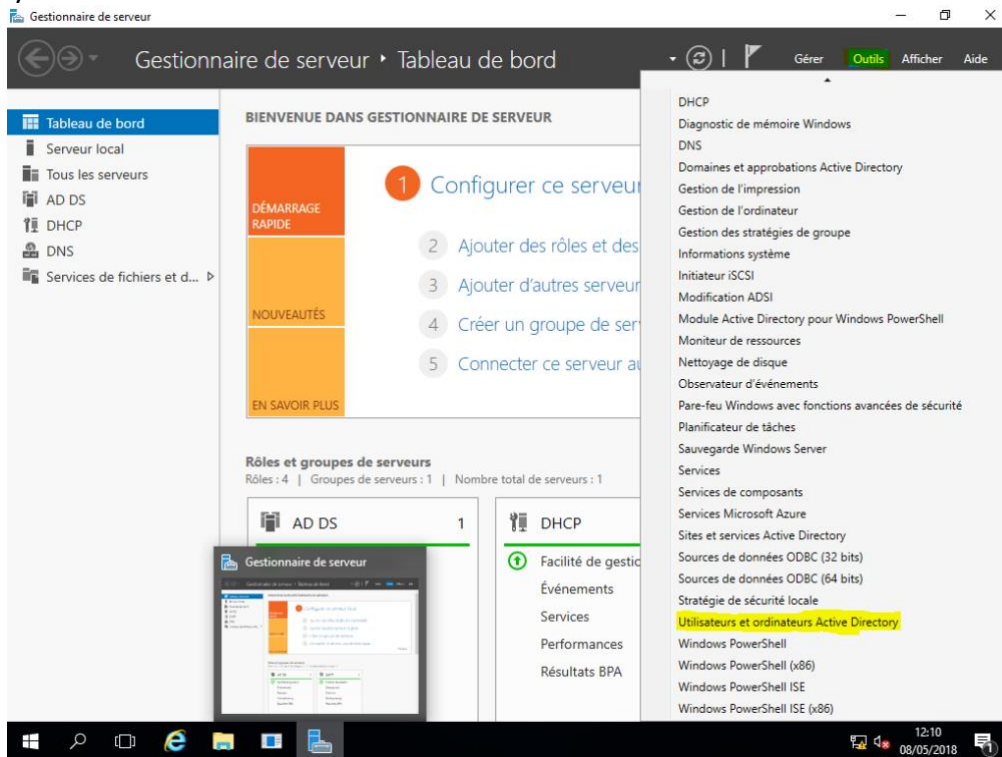 Gestionnaire de serveur
Gestionnaire de serveur • Tableau de bord
Gérer Outils Afficher Aide
Tableau de bord
Serveur local
Tous les serveurs
AD DS
DHCP
DNS
Services de fichiers et d...
BIENVENUE DANS GESTIONNAIRE DE SERVEUR
DÉMARRAGE
RAPIDE
NOUVEAUTÉS
EN SAVOIR PLUS
1 Configurer ce serveur
2 Ajouter des rôles et des
3 Ajouter d'autres serveur
4 Créer un groupe de ser
5 Connecter ce serveur au
Rôles et groupes de serveurs
Rôles : 4 | Groupes de serveurs : 1 | Nombre total de serveurs : 1
AD DS 1
DHCP
Facilité de gestic
Événements
Services
Performances
Résultats BPA
Gestionnaire de serveur
DHCP
Diagnostic de mémoire Windows
DNS
Domaines et approbations Active Directory
Gestion de l'impression
Gestion de l'ordinateur
Gestion des stratégies de groupe
Informations système
Initiateur iSCSI
Modification ADSI
Module Active Directory pour Windows PowerShell
Moniteur de ressources
Nettoyage de disque
Observateur d'événements
Pare-feu Windows avec fonctions avancées de sécurité
Planificateur de tâches
Sauvegarde Windows Server
Services
Services de composants
Services Microsoft Azure
Sites et services Active Directory
Sources de données ODBC (32 bits)
Sources de données ODBC (64 bits)
Stratégie de sécurité locale
Utilisateurs et ordinateurs Active Directory
Windows PowerShell
Windows PowerShell (x86)
Windows PowerShell ISE
Windows PowerShell ISE (x86)
12:10
08/05/2018
1